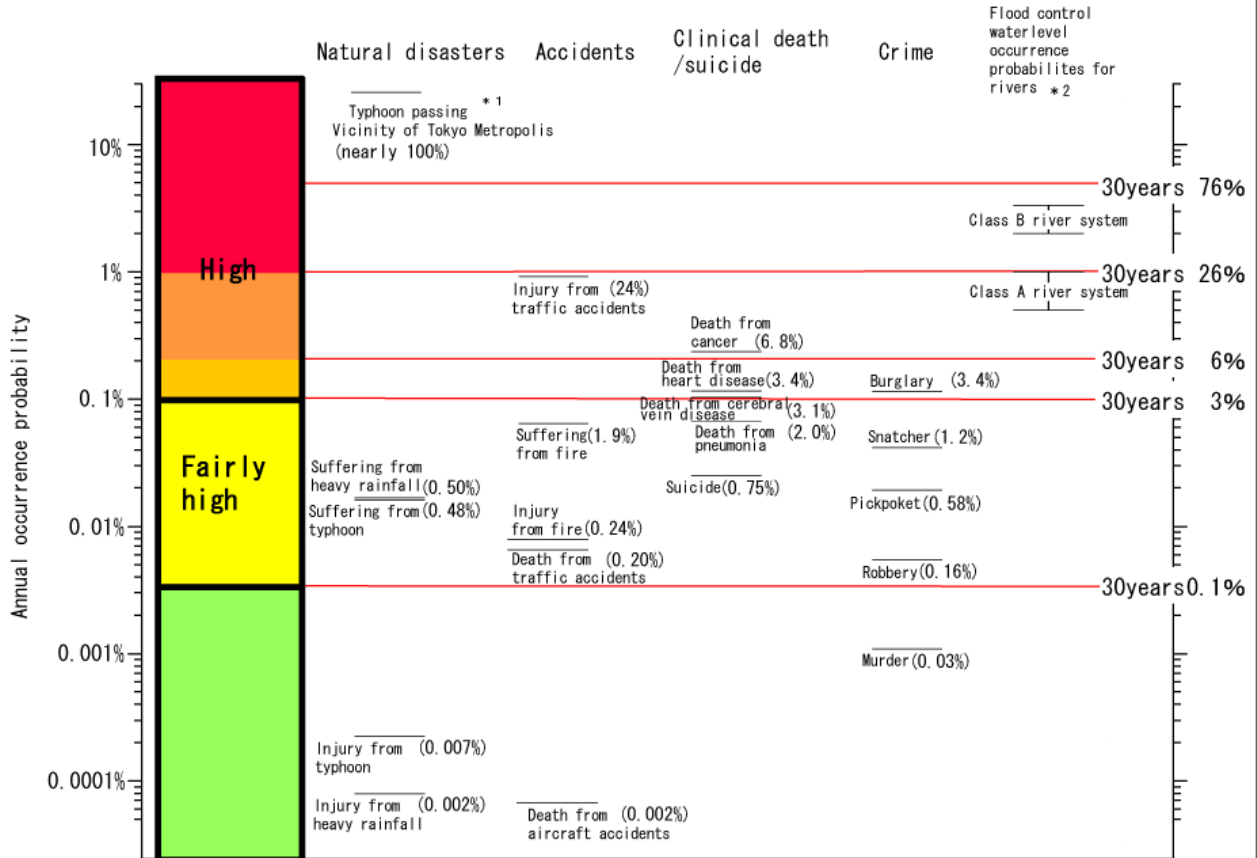 Flood control
waterlevel
occurrence
probabilites for
rivers *2
Natural disasters
Accidents
Clinical death
/suicide
Crime
Annual occurrence probability
10%
1%
0.1%
0.01%
0.001%
0.0001%
High
Fairly
high
Typhoon passing *1
Vicinity of Tokyo Metropolis
(nearly 100%)
Suffering from
heavy rainfall(0.50%)
Suffering from(0.48%)
typhoon
Injury from (0.007%)
typhoon
Injury from (0.002%)
heavy rainfall
Injury from (24%)
traffic accidents
Suffering(1.9%)
from fire
Injury
from fire(0.24%)
Death from (0.20%)
traffic accidents
Death from (0.002%)
aircraft accidents
Death from
cancer (6.8%)
Death from
heart disease(3.4%)
Death from cerebral
vein disease (3.1%)
Death from (2.0%)
pneumonia
Suicide(0.75%)
Burglary (3.4%)
Snatcher(1.2%)
Pickpoket(0.58%)
Robbery(0.16%)
Murder(0.03%)
Class B river system
Class A river system
30years 76%
30years 26%
30years 6%
30years 3%
30years 0.1%